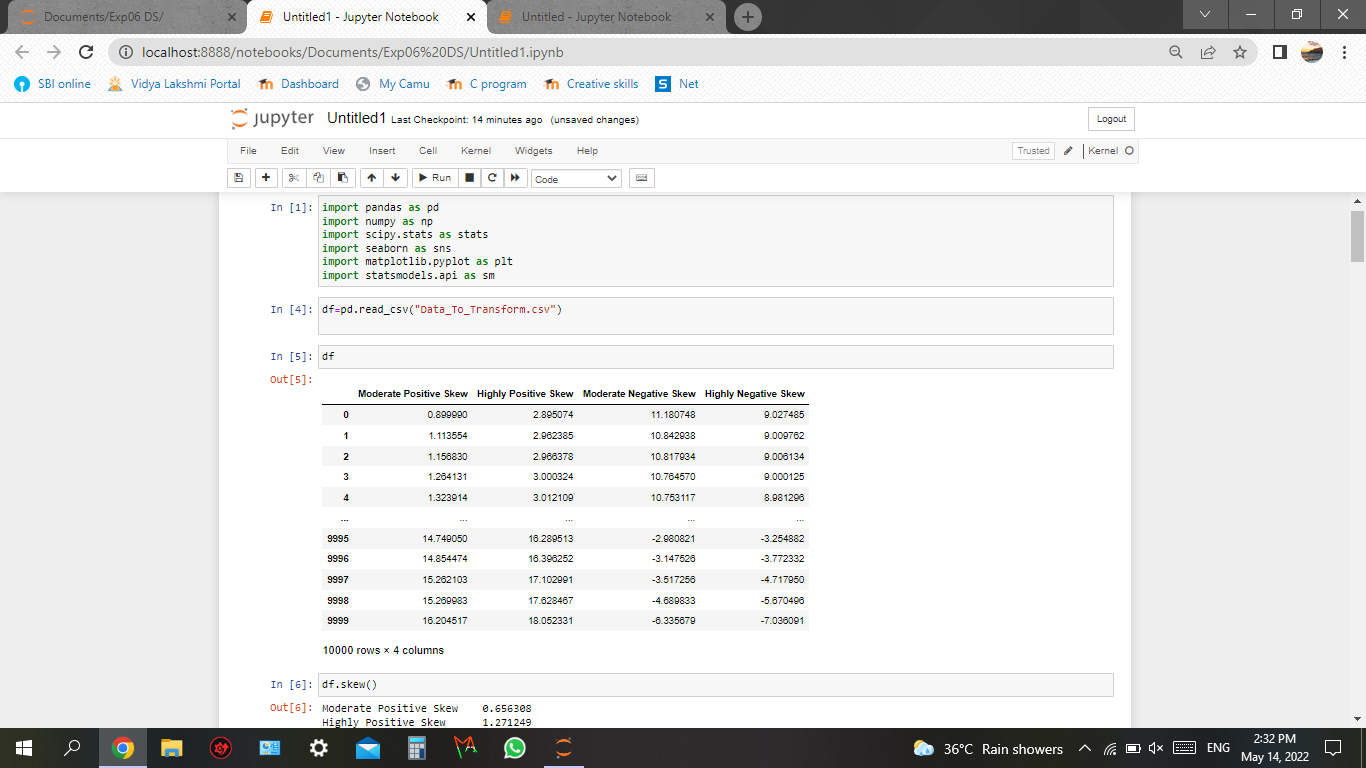 Documents/Exp06 DS/
Untitled1 - Jupyter Notebook
Untitled - Jupyter Notebook
localhost:8888/notebooks/Documents/Exp06%20DS/Untitled1.ipynb
SBI online
Vidya Lakshmi Portal
Dashboard
My Camu
C program
Creative skills
S Net
jupyter Untitled1 Last Checkpoint: 14 minutes ago (unsaved changes)
Logout
File Edit View Insert Cell Kernel Widgets Help
Trusted
Kernel
Run
Code
In [1]: import pandas as pd
import numpy as np
import scipy.stats as stats
import seaborn as sns
import matplotlib.pyplot as plt
import statsmodels.api as sm
In [4]: df=pd.read_csv("Data_To_Transform.csv")
In [5]: df
Out[5]:
Moderate Positive Skew Highly Positive Skew Moderate Negative Skew Highly Negative Skew
0 0.899990 2.895074 11.180748 9.027485
1 1.113554 2.962385 10.842938 9.009762
2 1.156830 2.966378 10.817934 9.006134
3 1.264131 3.000324 10.764570 9.000125
4 1.323914 3.012109 10.753117 8.981296
... ... ... ... ...
9995 14.749050 16.289513 -2.980821 -3.254882
9996 14.854474 16.396252 -3.147526 -3.772332
9997 15.262103 17.102991 -3.517256 -4.717950
9998 15.269983 17.628467 -4.689833 -5.670496
9999 16.204517 18.052331 -6.335679 -7.036091
10000 rows × 4 columns
In [6]: df.skew()
Out[6]: Moderate Positive Skew 0.656308
Highly Positive Skew 1.271249
36°C Rain showers
ENG
2:32 PM
May 14, 2022